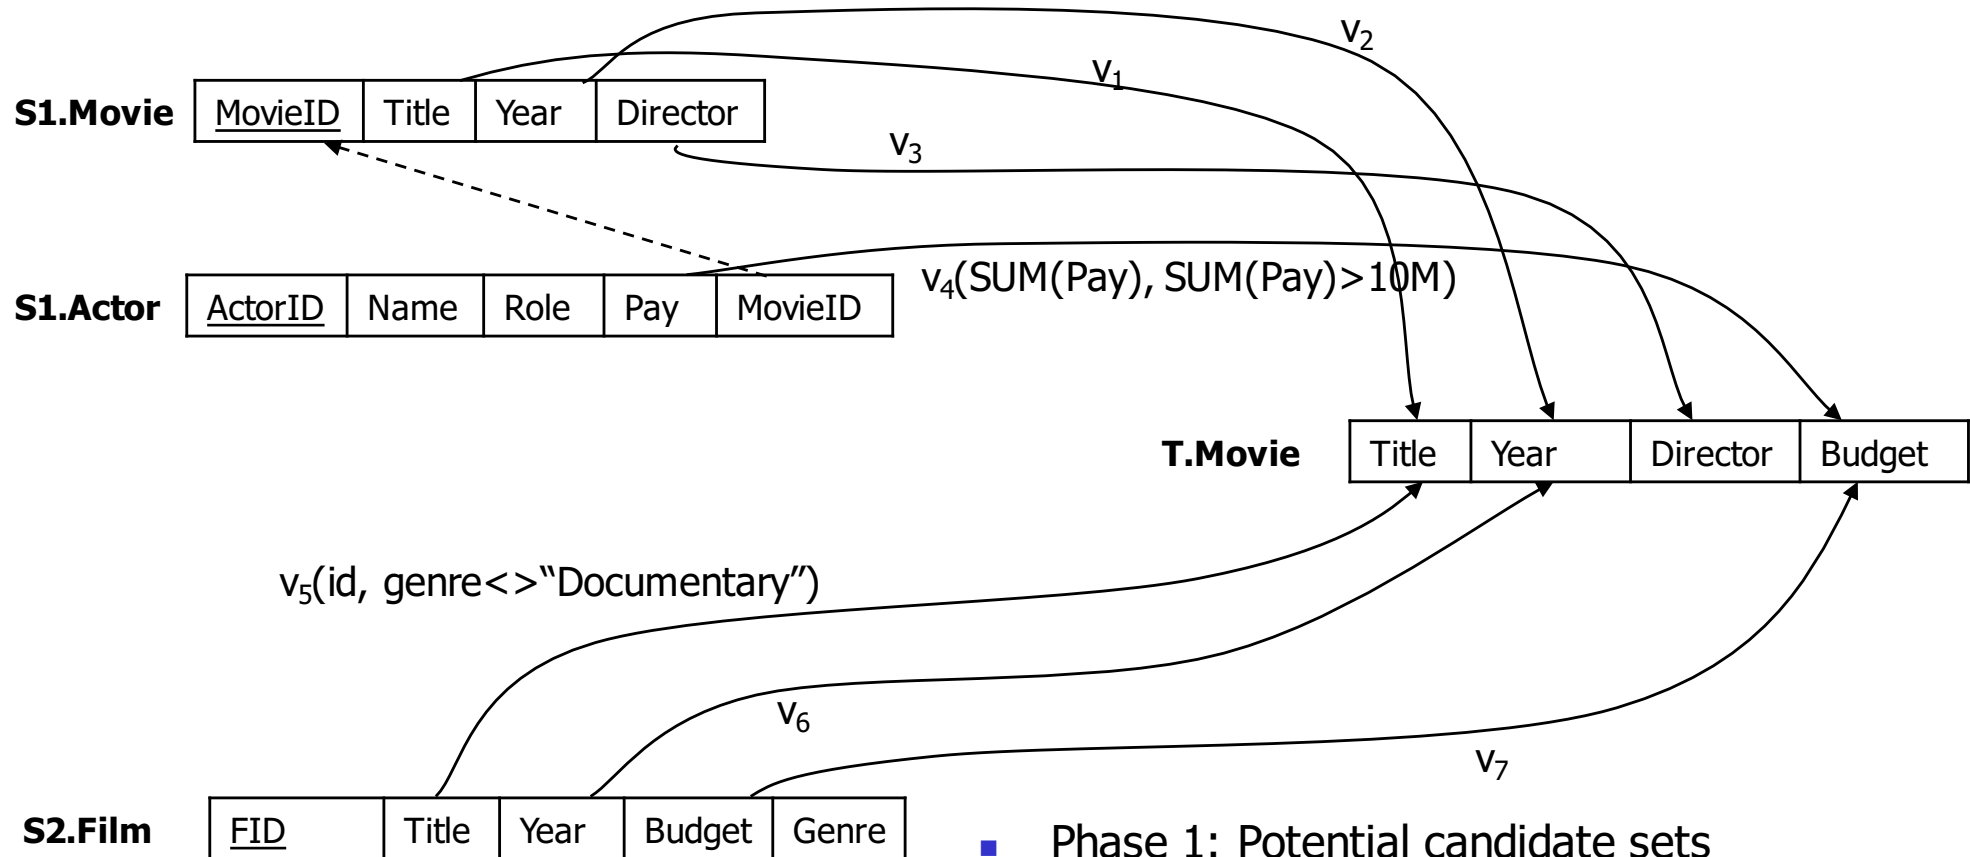 v₂
v₁
S1.Movie MovieID Title Year Director
v₃
v₄(SUM(Pay), SUM(Pay)>10M)
S1.Actor ActorID Name Role Pay MovieID
T.Movie Title Year Director Budget
v₅(id, genre<>“Documentary”)
v₆
v₇
S2.Film FID Title Year Budget Genre
▪ Phase 1: Potential candidate sets